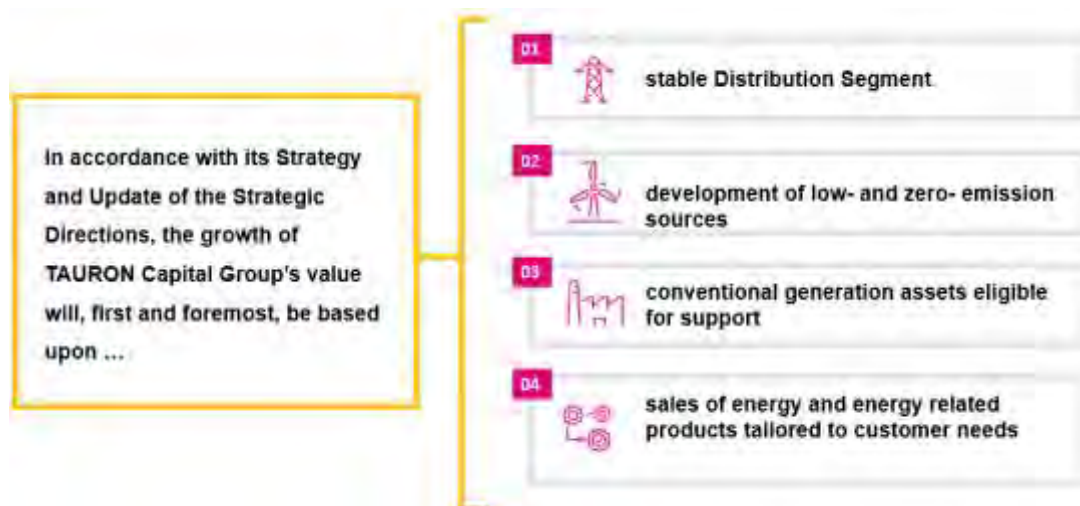 In accordance with its Strategy
and Update of the Strategic
Directions, the growth of
TAURON Capital Group's value
will, first and foremost, be based
upon ...
01
stable Distribution Segment
02
development of low- and zero- emission
sources
03
conventional generation assets eligible
for support
04
sales of energy and energy related
products tailored to customer needs